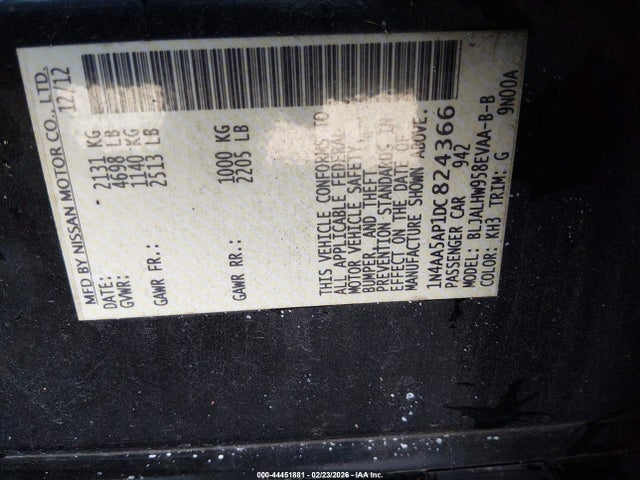 MFD BY NISSAN MOTOR CO., LTD.
DATE: 12/12
GVWR: 2131 KG
4698 LB
GAWR FR.: 1140 KG
2513 LB
GAWR RR.: 1000 KG
2205 LB
THIS VEHICLE CONFORMS TO
ALL APPLICABLE FEDERAL
MOTOR VEHICLE SAFETY,
BUMPER, AND THEFT
PREVENTION STANDARDS IN
EFFECT ON THE DATE OF
MANUFACTURE SHOWN ABOVE.
1N4AA5AP1DC824366
PASSENGER CAR 942
MODEL: BLJALHW958EVAA-B-B
COLOR: KH3 TRIM: G 9N00A
000-44451881 - 02/23/2026 - IAA Inc.